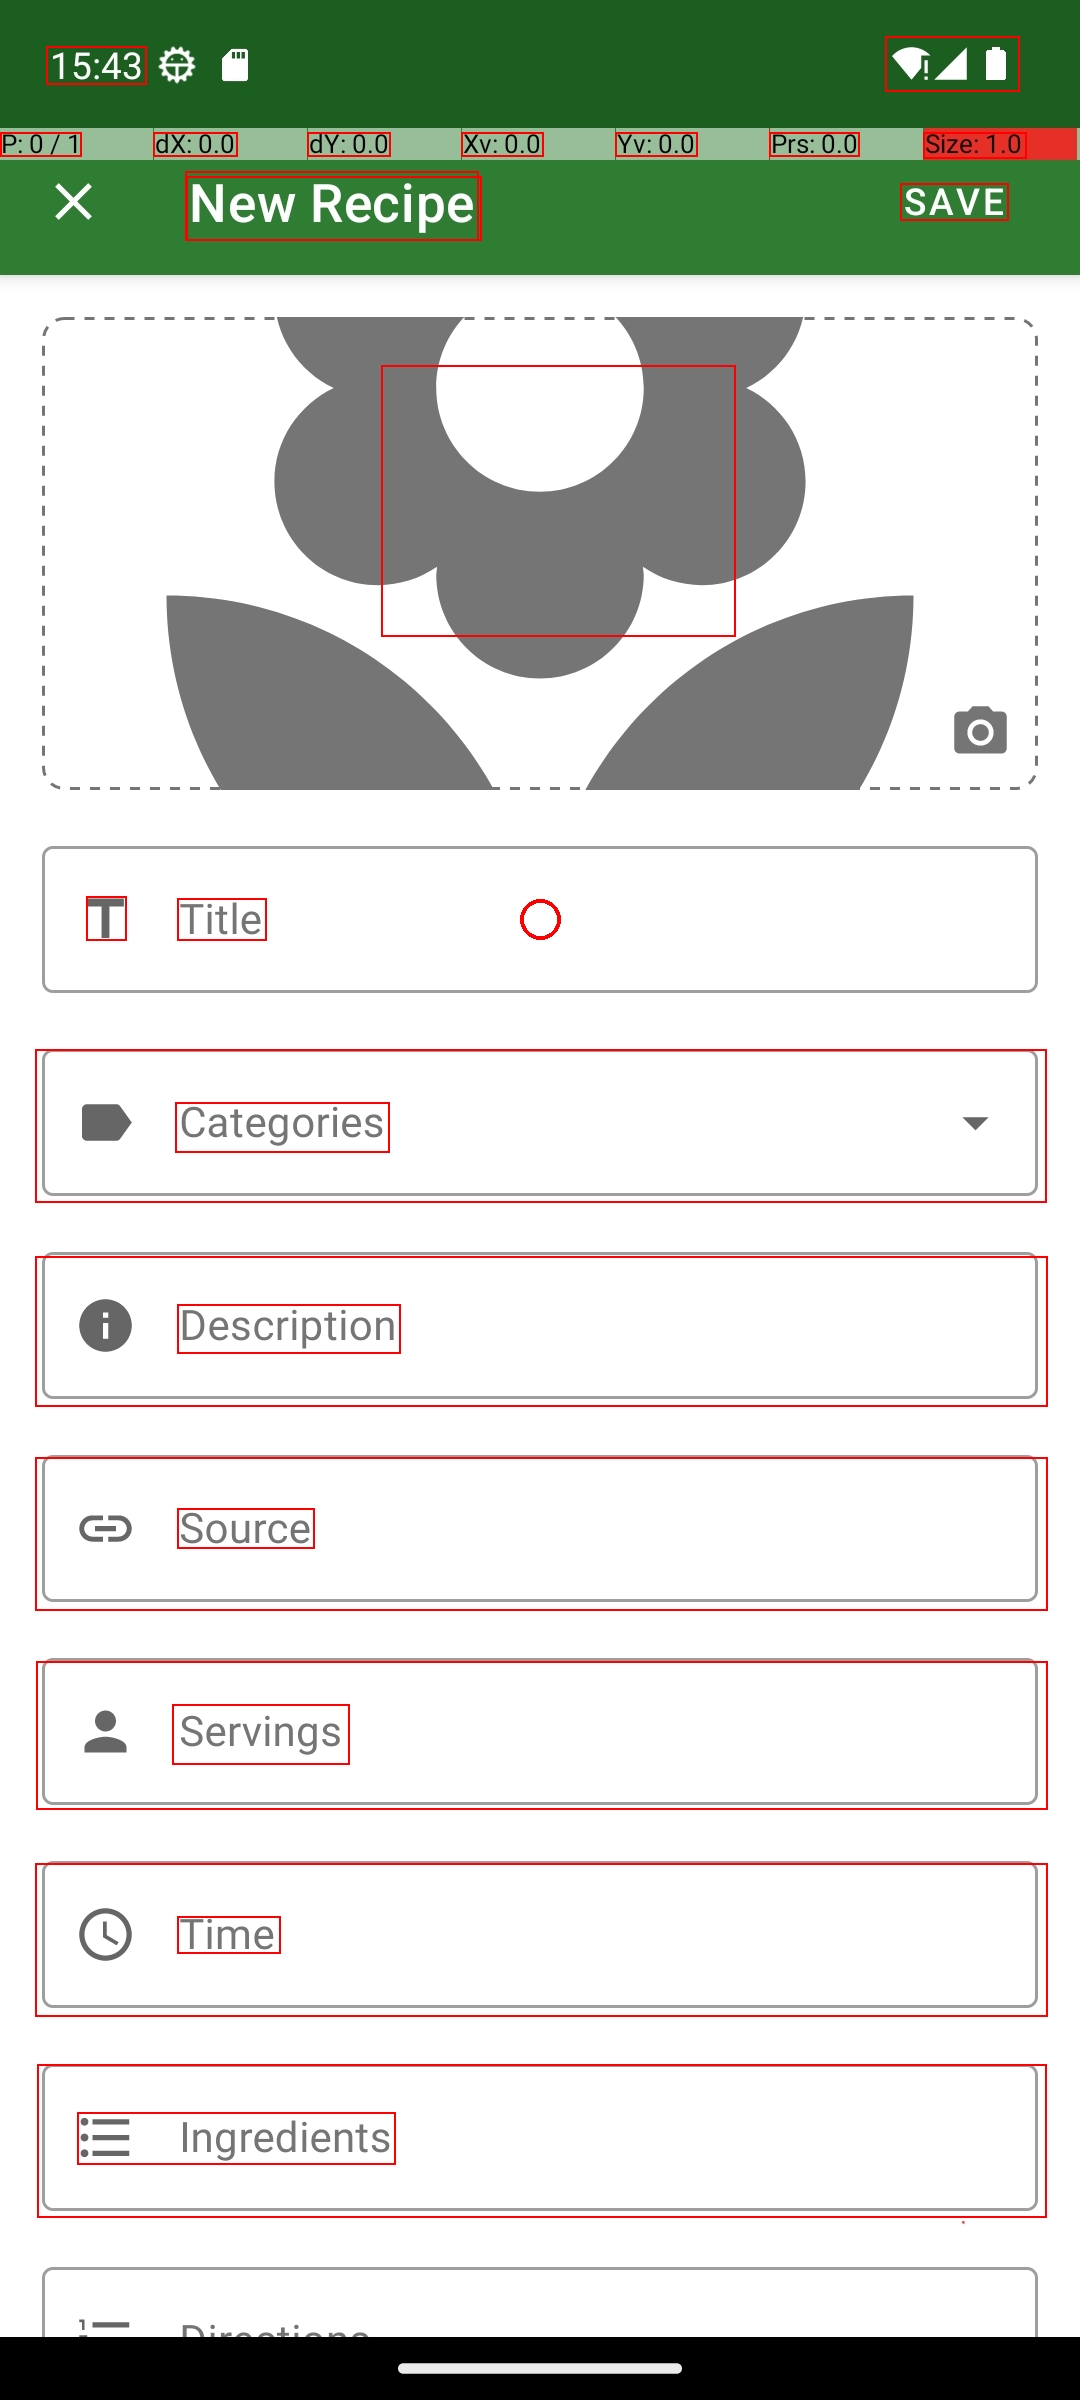 15:43
P: 0 / 1 dX: 0.0 dY: 0.0 Xv: 0.0 Yv: 0.0 Prs: 0.0 Size: 1.0
New Recipe SAVE
Title
Categories
Description
Source
Servings
Time
Ingredients
Directions